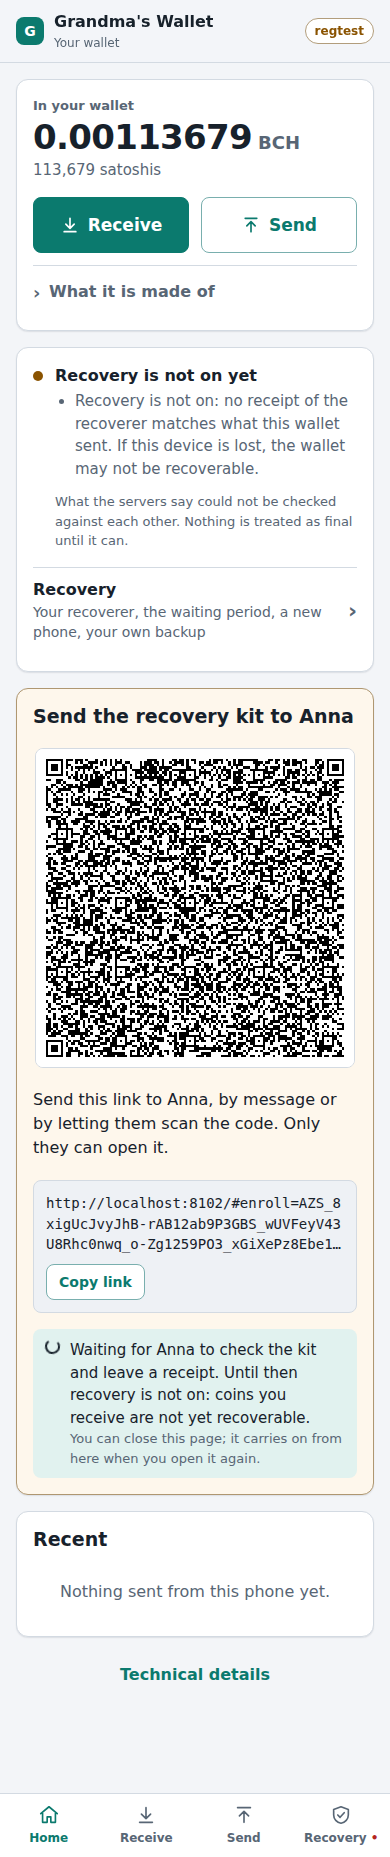 G
Grandma's Wallet
Your wallet
regtest
In your wallet
0.00113679 BCH
113,679 satoshis
Receive
Send
› What it is made of
Recovery is not on yet
• Recovery is not on: no receipt of the
recoverer matches what this wallet
sent. If this device is lost, the wallet
may not be recoverable.
What the servers say could not be checked
against each other. Nothing is treated as final
until it can.
Recovery
Your recoverer, the waiting period, a new
phone, your own backup
›
Send the recovery kit to Anna
Send this link to Anna, by message or
by letting them scan the code. Only
they can open it.
http://localhost:8102/#enroll=AZS_8
xigUcJvyJhB-rAB12ab9P3GBS_wUVFeyV43
U8Rhc0nwq_o-Zg1259PO3_xGiXePz8Ebe1…
Copy link
Waiting for Anna to check the kit
and leave a receipt. Until then
recovery is not on: coins you
receive are not yet recoverable.
You can close this page; it carries on from
here when you open it again.
Recent
Nothing sent from this phone yet.
Technical details
Home
Receive
Send
Recovery •